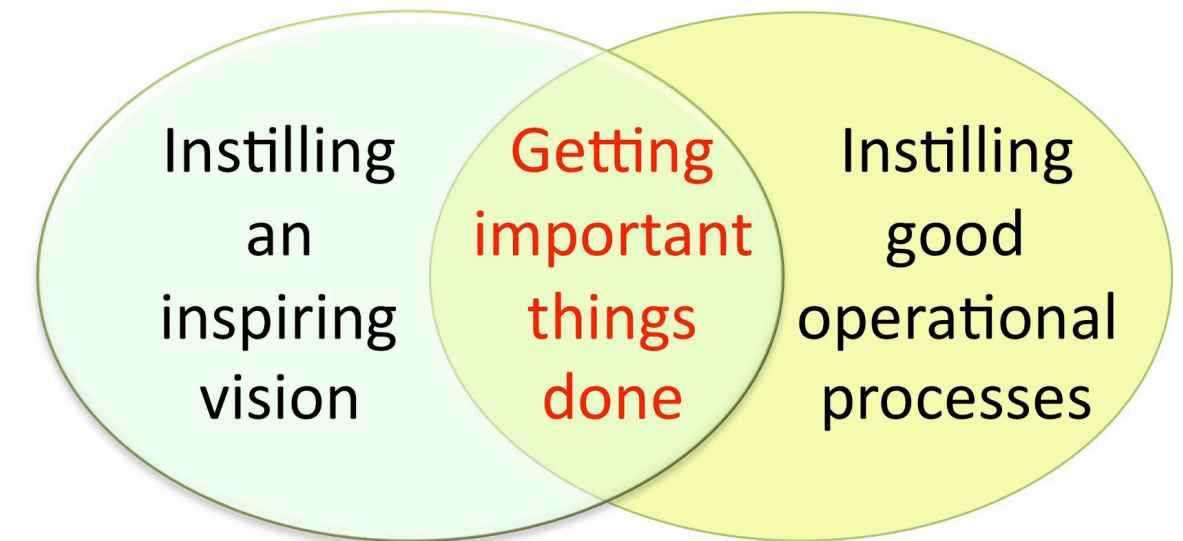 Instilling
an
inspiring
vision
Getting
important
things
done
Instilling
good
operational
processes